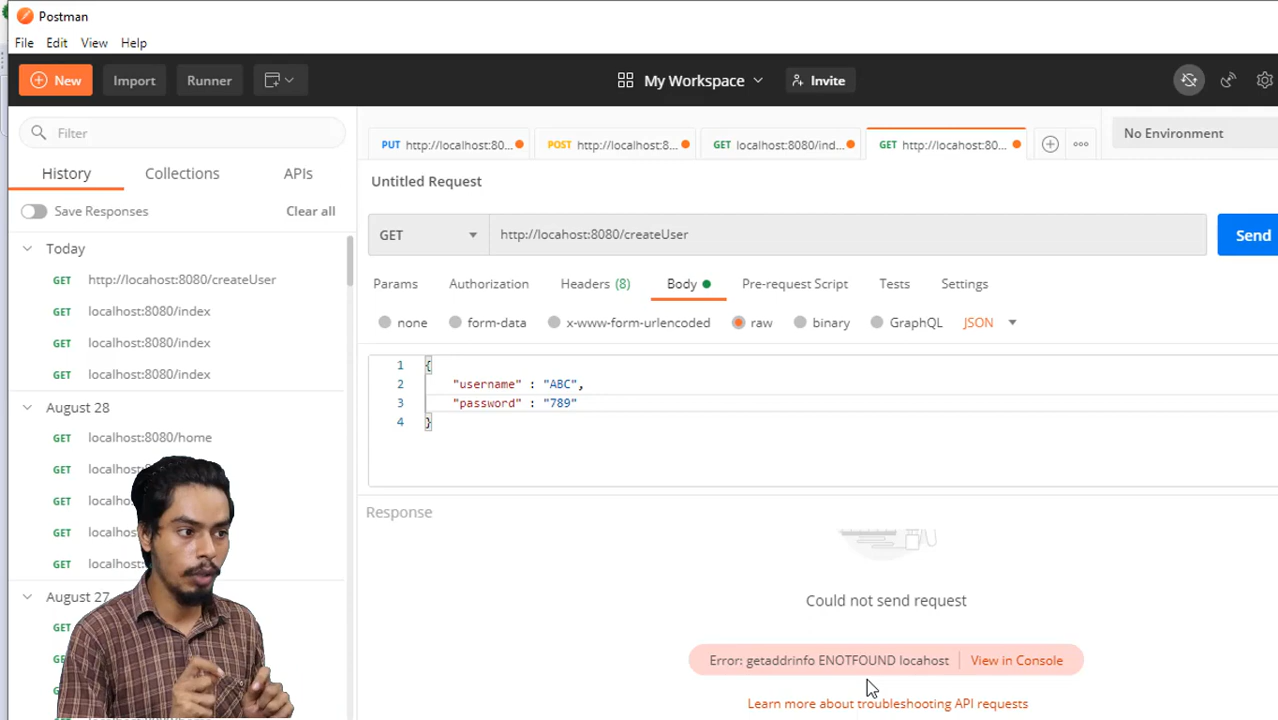 Postman
File Edit View Help
New Import Runner My Workspace Invite
Filter
PUT http://localhost:80... POST http://localhost:8... GET localhost:8080/ind... GET http://locahost:80... No Environment
History Collections APIs
Untitled Request
Save Responses Clear all
GET http://locahost:8080/createUser Send
Today
GET http://locahost:8080/createUser
GET localhost:8080/index
GET localhost:8080/index
GET localhost:8080/index
August 28
GET localhost:8080/home
GET
GET
GET
GET
August 27
Params Authorization Headers (8) Body Pre-request Script Tests Settings
none form-data x-www-form-urlencoded raw binary GraphQL JSON
1 {
2 "username" : "ABC",
3 "password" : "789"
4 }
Response
Could not send request
Error: getaddrinfo ENOTFOUND locahost View in Console
Learn more about troubleshooting API requests